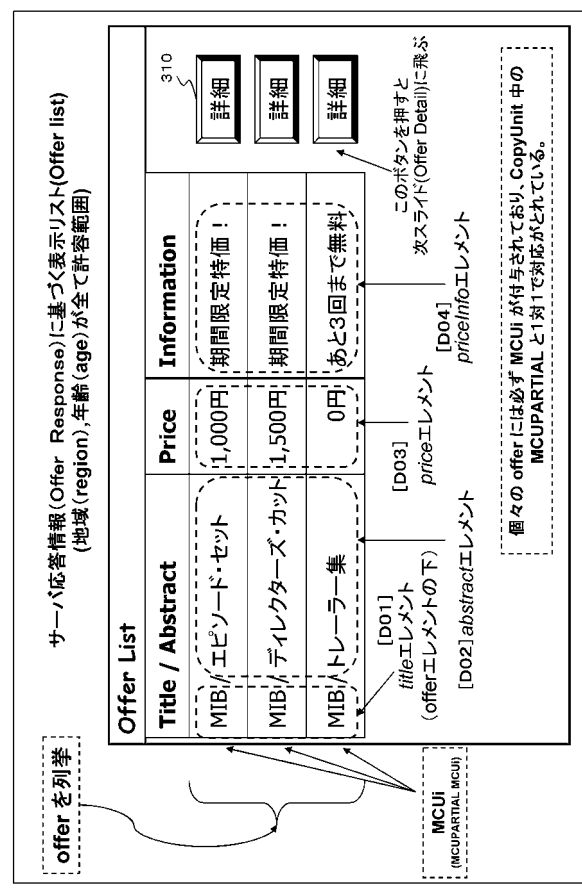 サーバ応答情報(Offer Response)に基づく表示リスト(Offer list)
(地域(region),年齢(age)が全て許容範囲)
offer を列挙
Offer List
Title / Abstract Price Information
310
MIB / エピソード・セット 1,000円 期間限定特価！ 詳細
MIB / ディレクターズ・カット 1,500円 期間限定特価！ 詳細
MIB / トレーラー集 0円 あと3回まで無料 詳細
このボタンを押すと
次スライド(Offer Detail)に飛ぶ
MCUi
(MCUPARTIAL MCUi)
[D01]
titleエレメント
(offerエレメントの下)
[D02] abstractエレメント
[D03]
priceエレメント
[D04]
priceInfoエレメント
個々の offer には必ず MCUi が付与されており、CopyUnit 中の
MCUPARTIAL と1対1で対応がとれている。